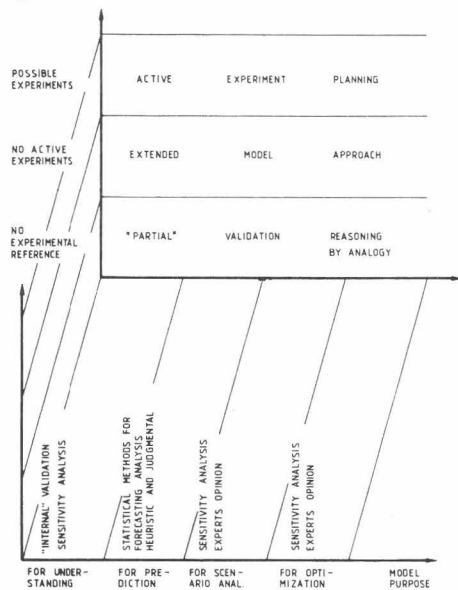 POSSIBLE
EXPERIMENTS
ACTIVE EXPERIMENT PLANNING
NO ACTIVE
EXPERIMENTS
EXTENDED MODEL APPROACH
NO
EXPERIMENTAL
REFERENCE
"PARTIAL" VALIDATION REASONING
BY ANALOGY
"INTERNAL" VALIDATION
SENSITIVITY ANALYSIS
STATISTICAL METHODS FOR
FORECASTING ANALYSIS
HEURISTIC AND JUDGMENTAL
SENSITIVITY ANALYSIS
EXPERTS OPINION
SENSITIVITY ANALYSIS
EXPERTS OPINION
FOR UNDER-
STANDING
FOR PRE-
DICTION
FOR SCEN-
ARIO ANAL.
FOR OPTI-
MIZATION
MODEL
PURPOSE